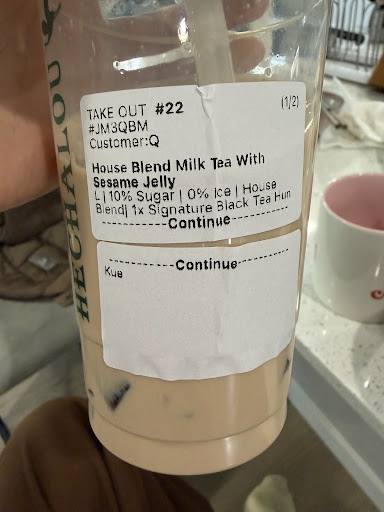 TAKE OUT #22 (1/2)
#JM3QBM
Customer:Q
House Blend Milk Tea With
Sesame Jelly
L | 10% Sugar | 0% Ice | House
Blend| 1x Signature Black Tea Hun
------------Continue------------
------------Continue------------
Kue
HECHALOU